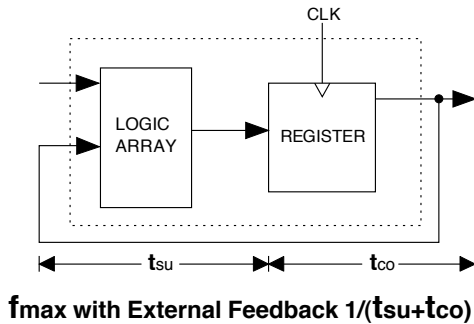 CLK
LOGIC
ARRAY
REGISTER
tsu
tco
fmax with External Feedback 1/(tsu+tco)